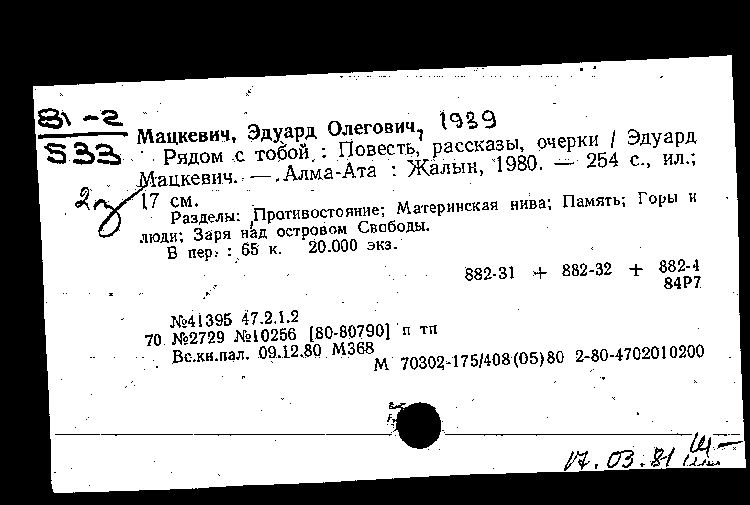 81-2
533
2э
Мацкевич, Эдуард Олегович, 1939
Рядом с тобой : Повесть, рассказы, очерки / Эдуард
Мацкевич. — Алма-Ата : Жалын, 1980. — 254 с., ил.;
17 см.
Разделы: Противостояние; Материнская нива; Память; Горы и
люди; Заря над островом Свободы.
В пер. : 65 к. 20.000 экз.
882-31 + 882-32 + 882-4
84Р7
№41395 47.2.1.2
70 №2729 №10256 [80-80790] п тп
Вс.кн.пал. 09.12.80 М368
М 70302-175/408(05)80 2-80-4702010200
17.03.81